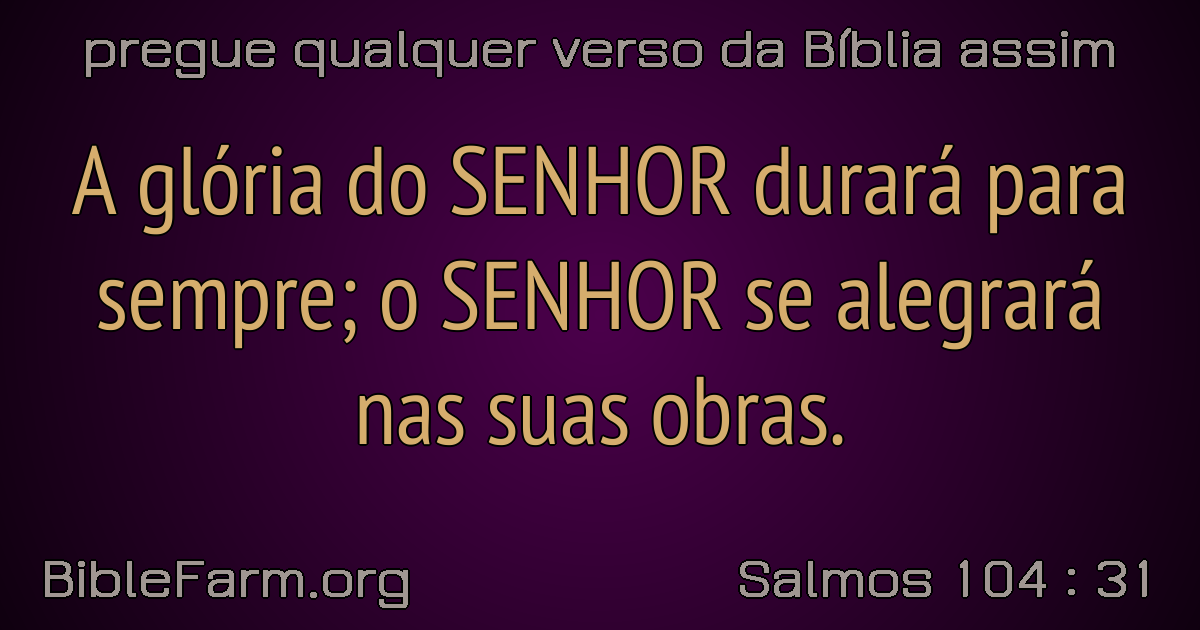 pregue qualquer verso da Bíblia assim
A glória do SENHOR durará para
sempre; o SENHOR se alegrará
nas suas obras.
BibleFarm.org
Salmos 104 : 31